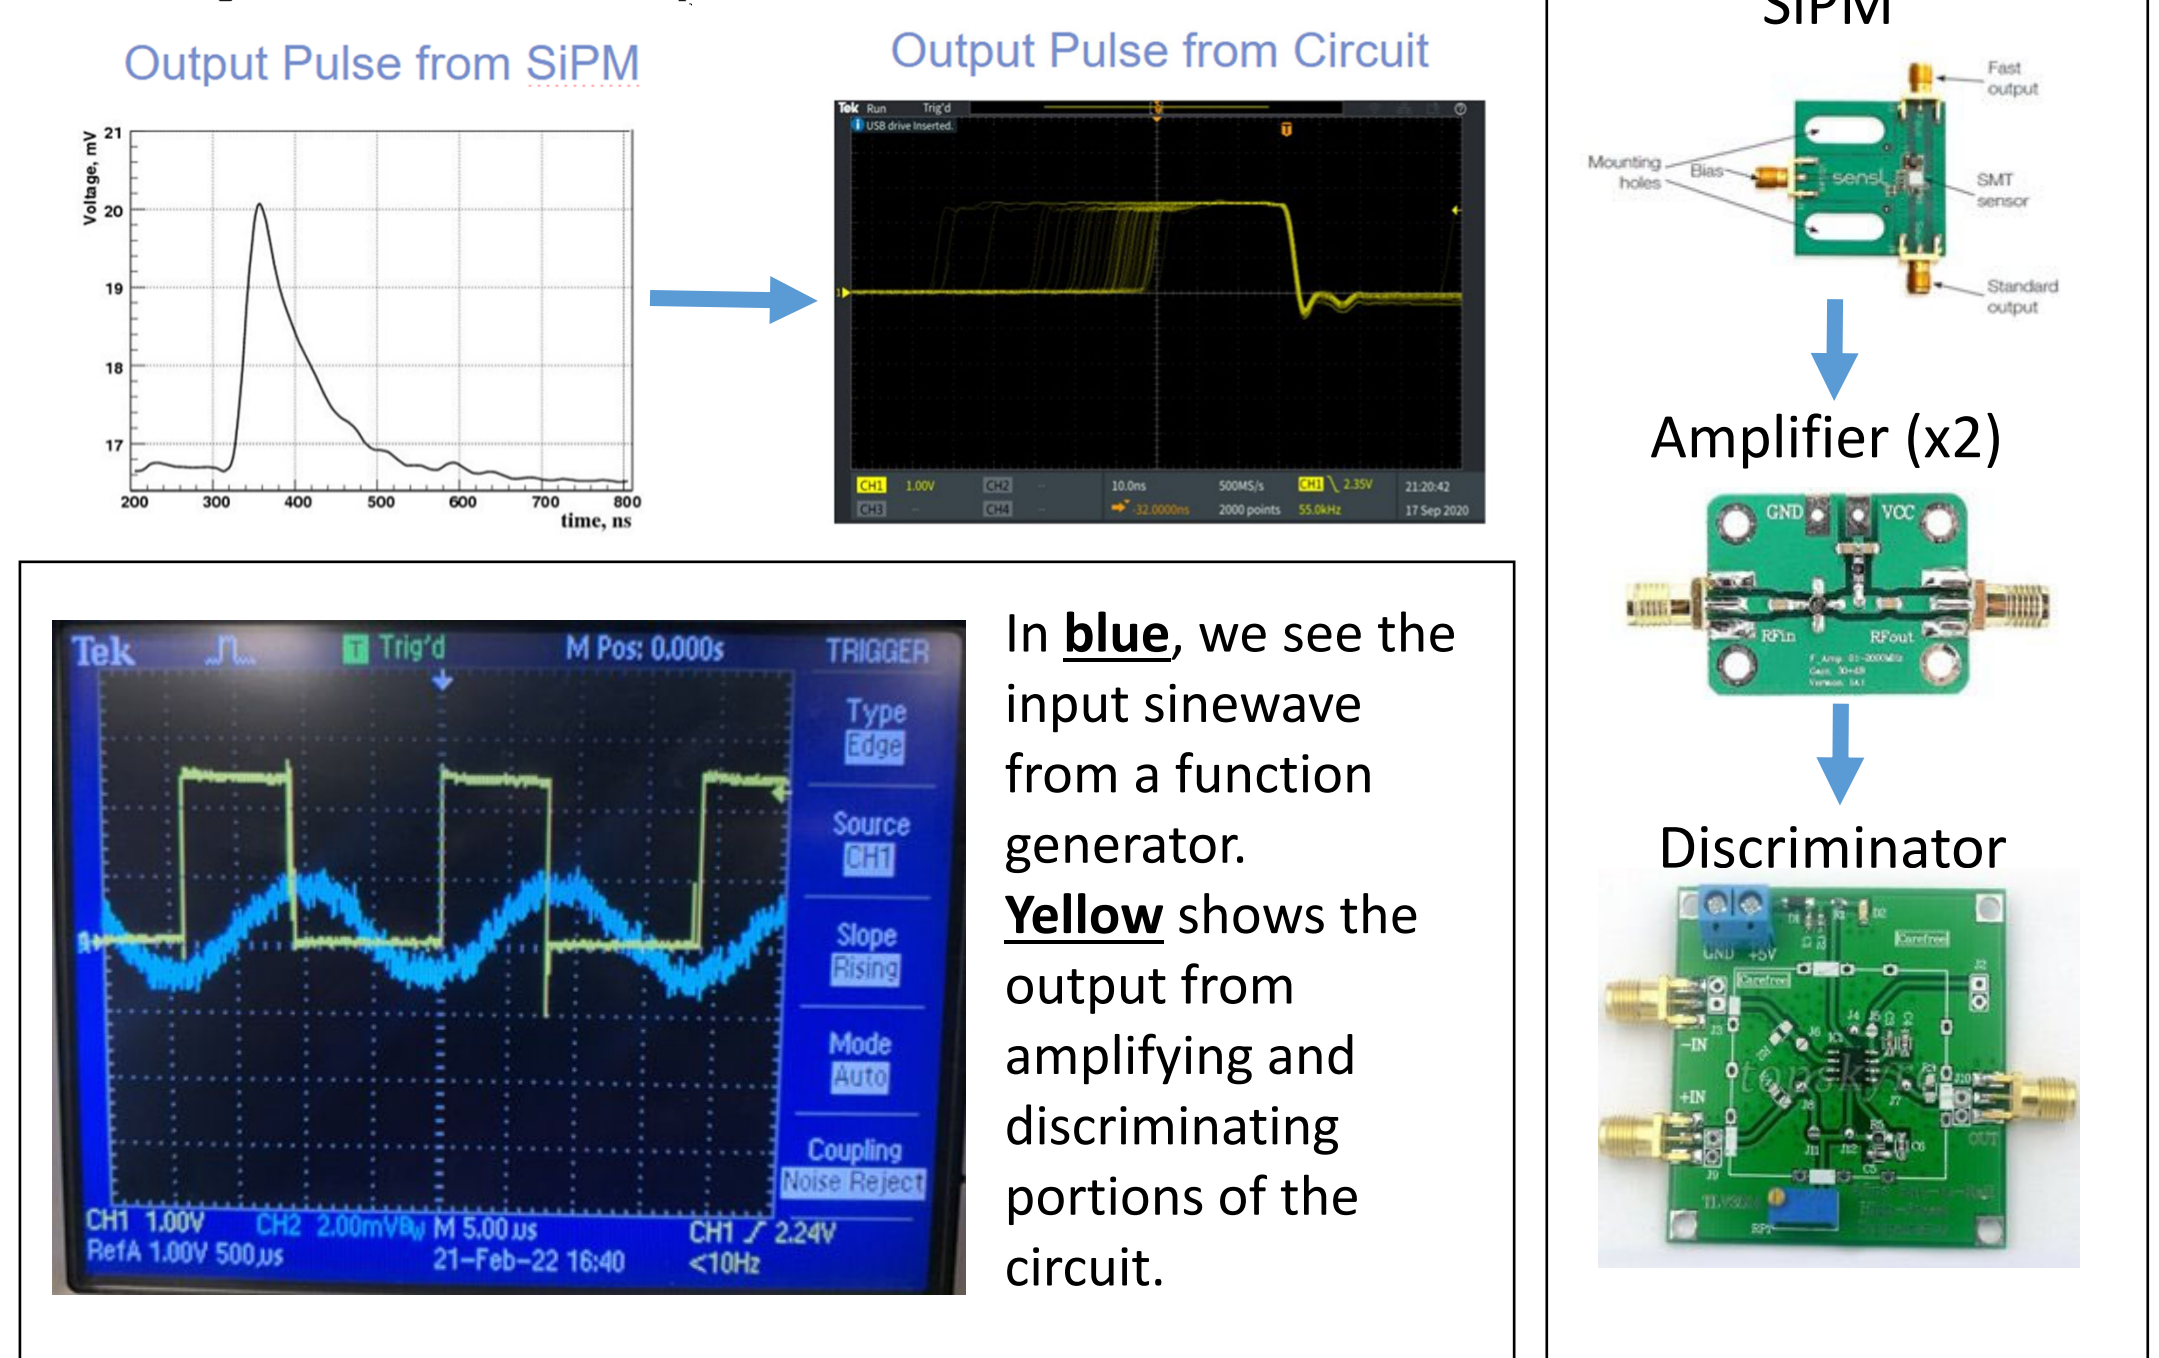 Output Pulse from SiPM
Output Pulse from Circuit
Voltage, mV
21
20
19
18
17
200 300 400 500 600 700 800
time, ns
Tek Run Trig'd
USB drive Inserted.
CH1 1.00V CH2 -- 10.0ns 500MS/s CH1 2.35V 21:20:42
CH3 -- CH4 -- -32.0000ns 2000 points 55.0kHz 17 Sep 2020
Tek Trig'd M Pos: 0.000s TRIGGER
Type
Edge
Source
CH1
Slope
Rising
Mode
Auto
Coupling
Noise Reject
CH1 1.00V CH2 2.00mVBW M 5.00µs CH1 2.24V
RefA 1.00V 500µs 21-Feb-22 16:40 <10Hz
In blue, we see the
input sinewave
from a function
generator.
Yellow shows the
output from
amplifying and
discriminating
portions of the
circuit.
SiPM
Fast
output
Mounting
holes
Bias
sensL
SMT
sensor
Standard
output
Amplifier (x2)
GND VCC
RFin RFout
Discriminator
GND +5V
Carefree
Carefree
-IN
+IN
OUT